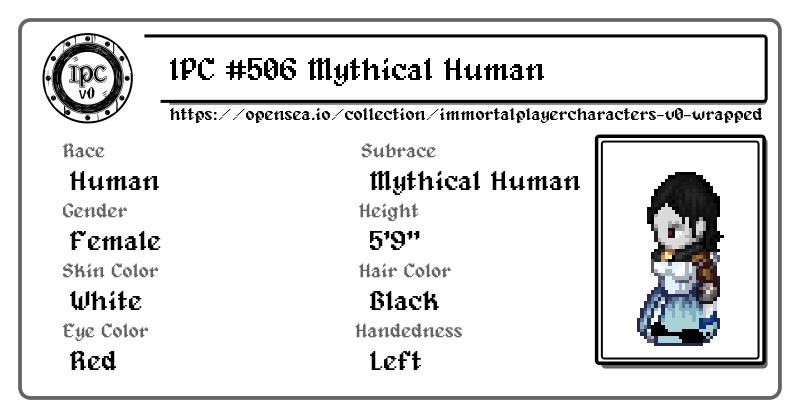 IPC
v0
IPC #506 Mythical Human
https://opensea.io/collection/immortalplayercharacters-v0-wrapped
Race
Subrace
Human
Mythical Human
Gender
Height
Female
5'9"
Skin Color
Hair Color
White
Black
Eye Color
Handedness
Red
Left